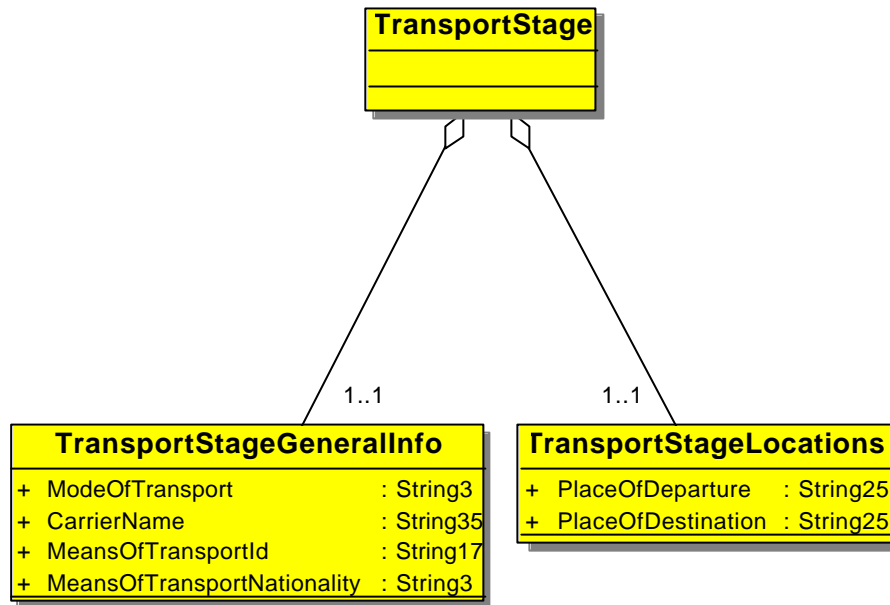 TransportStage
1..1
1..1
TransportStageGeneralInfo
+ ModeOfTransport : String3
+ CarrierName : String35
+ MeansOfTransportId : String17
+ MeansOfTransportNationality : String3
TransportStageLocations
+ PlaceOfDeparture : String25
+ PlaceOfDestination : String25